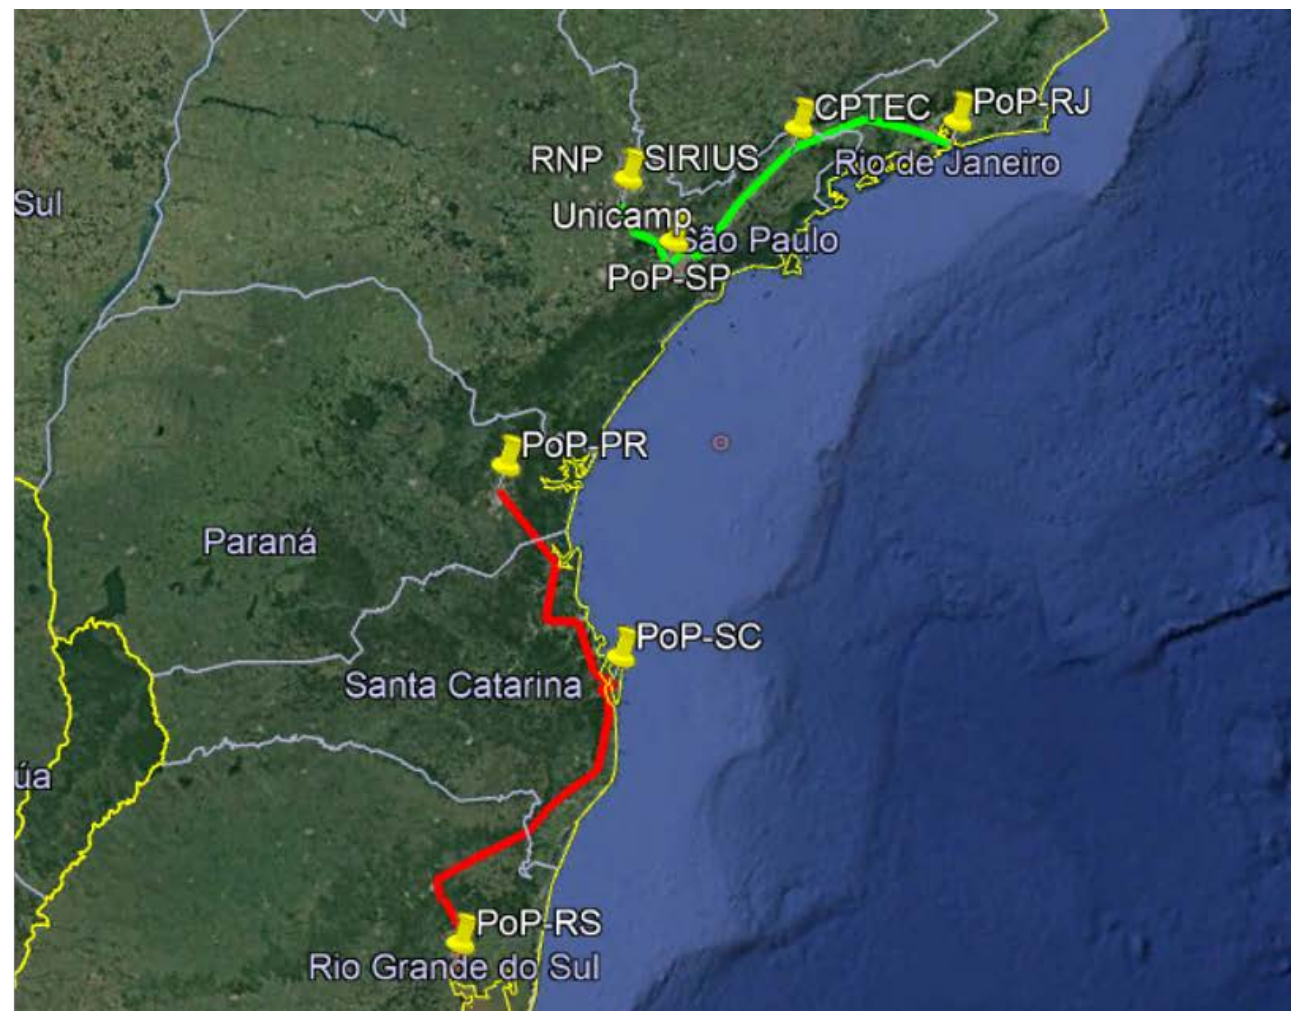 CPTEC
PoP-RJ
RNP
SIRIUS
Rio de Janeiro
Sul
Unicamp
São Paulo
PoP-SP
PoP-PR
Paraná
PoP-SC
Santa Catarina
úa
PoP-RS
Rio Grande do Sul